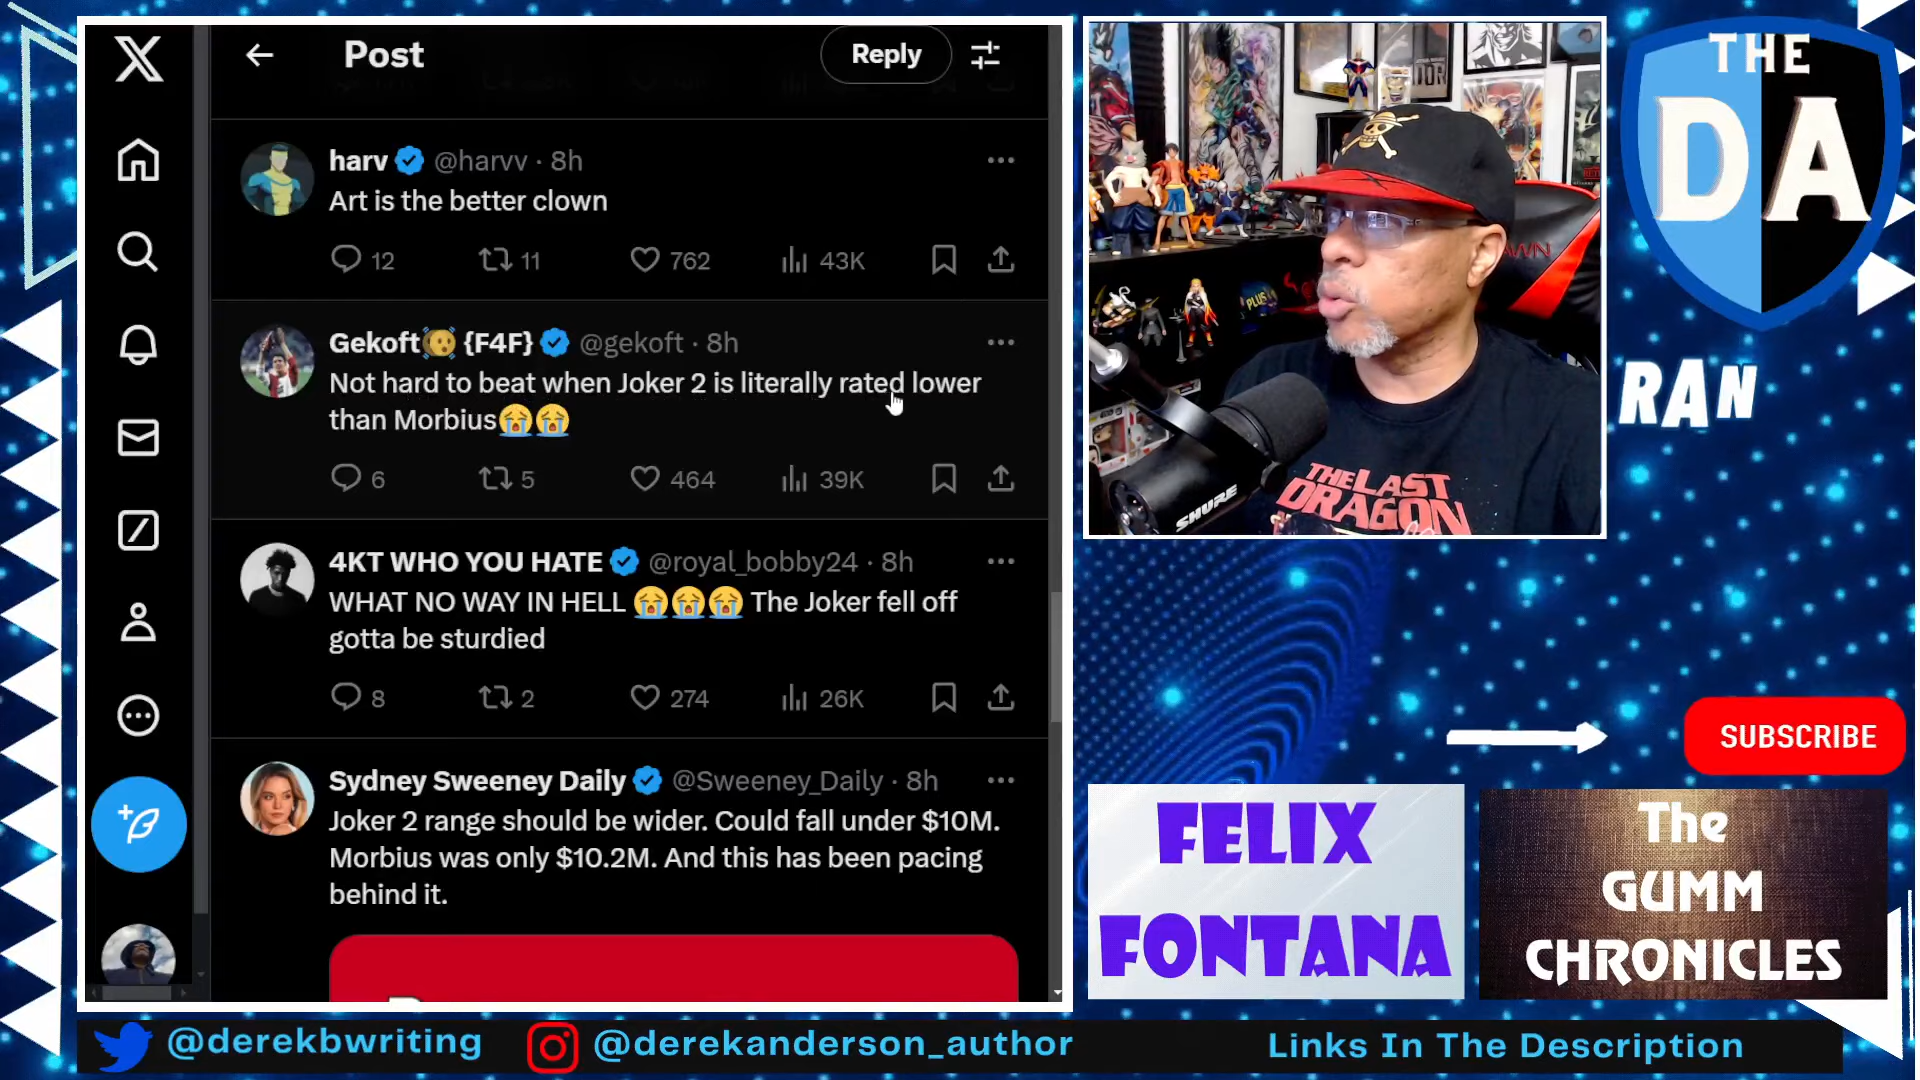 Post
Reply
harv @harvv · 8h
Art is the better clown
12 11 762 43K
Gekoft {F4F} @gekoft · 8h
Not hard to beat when Joker 2 is literally rated lower
than Morbius😭😭
6 5 464 39K
4KT WHO YOU HATE @royal_bobby24 · 8h
WHAT NO WAY IN HELL 😭😭😭 The Joker fell off
gotta be sturdied
8 2 274 26K
Sydney Sweeney Daily @Sweeney_Daily · 8h
Joker 2 range should be wider. Could fall under $10M.
Morbius was only $10.2M. And this has been pacing
behind it.
PLUS
SHURE
THE LAST
DRAGON
THE
DA
RAN
SUBSCRIBE
FELIX
FONTANA
The
GUMM
CHRONICLES
@derekbwriting
@derekanderson_author
Links In The Description